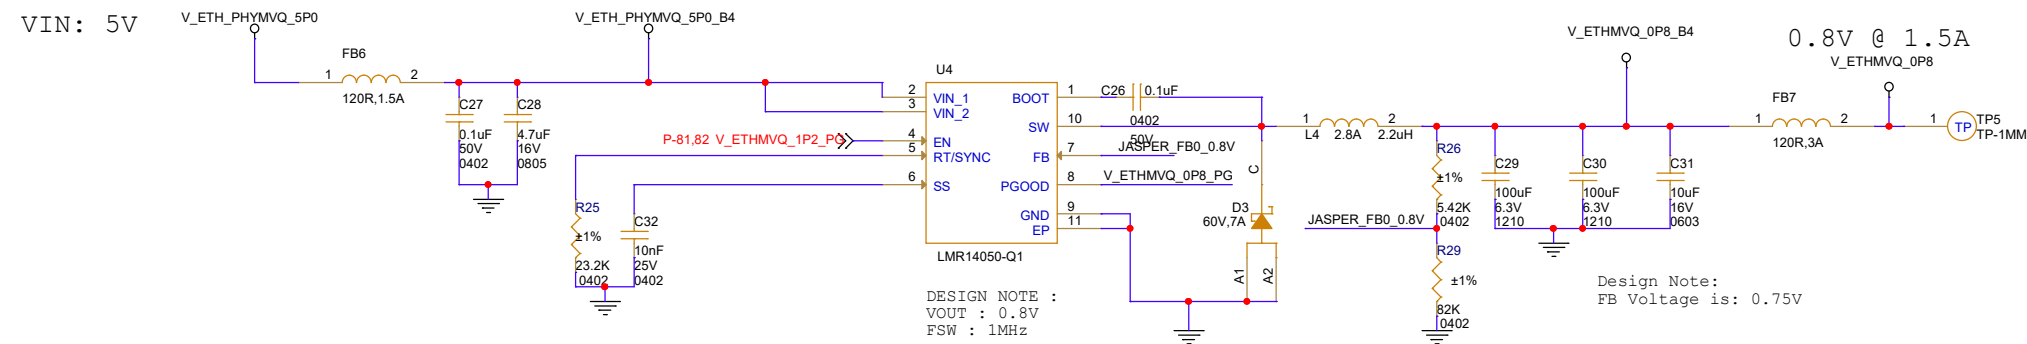 VIN: 5V
V_ETH_PHYMVQ_5P0
V_ETH_PHYMVQ_5P0_B4
V_ETHMVQ_0P8_B4
0.8V @ 1.5A
V_ETHMVQ_0P8
FB6
1 2
120R,1.5A
C27
0.1uF
50V
0402
C28
4.7uF
16V
0805
P-81,82 V_ETHMVQ_1P2_PG
R25
±1%
23.2K
0402
C32
10nF
25V
0402
U4
2 VIN_1
3 VIN_2
4 EN
5 RT/SYNC
6 SS
BOOT 1
SW 10
FB 7
PGOOD 8
GND 9
EP 11
LMR14050-Q1
DESIGN NOTE :
VOUT : 0.8V
FSW : 1MHz
C26 0.1uF
0402
50V
JASPER_FB0_0.8V
V_ETHMVQ_0P8_PG
C
D3
60V,7A
A1 A2
1 2
L4 2.8A 2.2uH
R26
±1%
5.42K
0402
JASPER_FB0_0.8V
R29
±1%
82K
0402
C29
100uF
6.3V
1210
C30
100uF
6.3V
1210
C31
10uF
16V
0603
FB7
1 2
120R,3A
1 TP TP5
TP-1MM
Design Note:
FB Voltage is: 0.75V